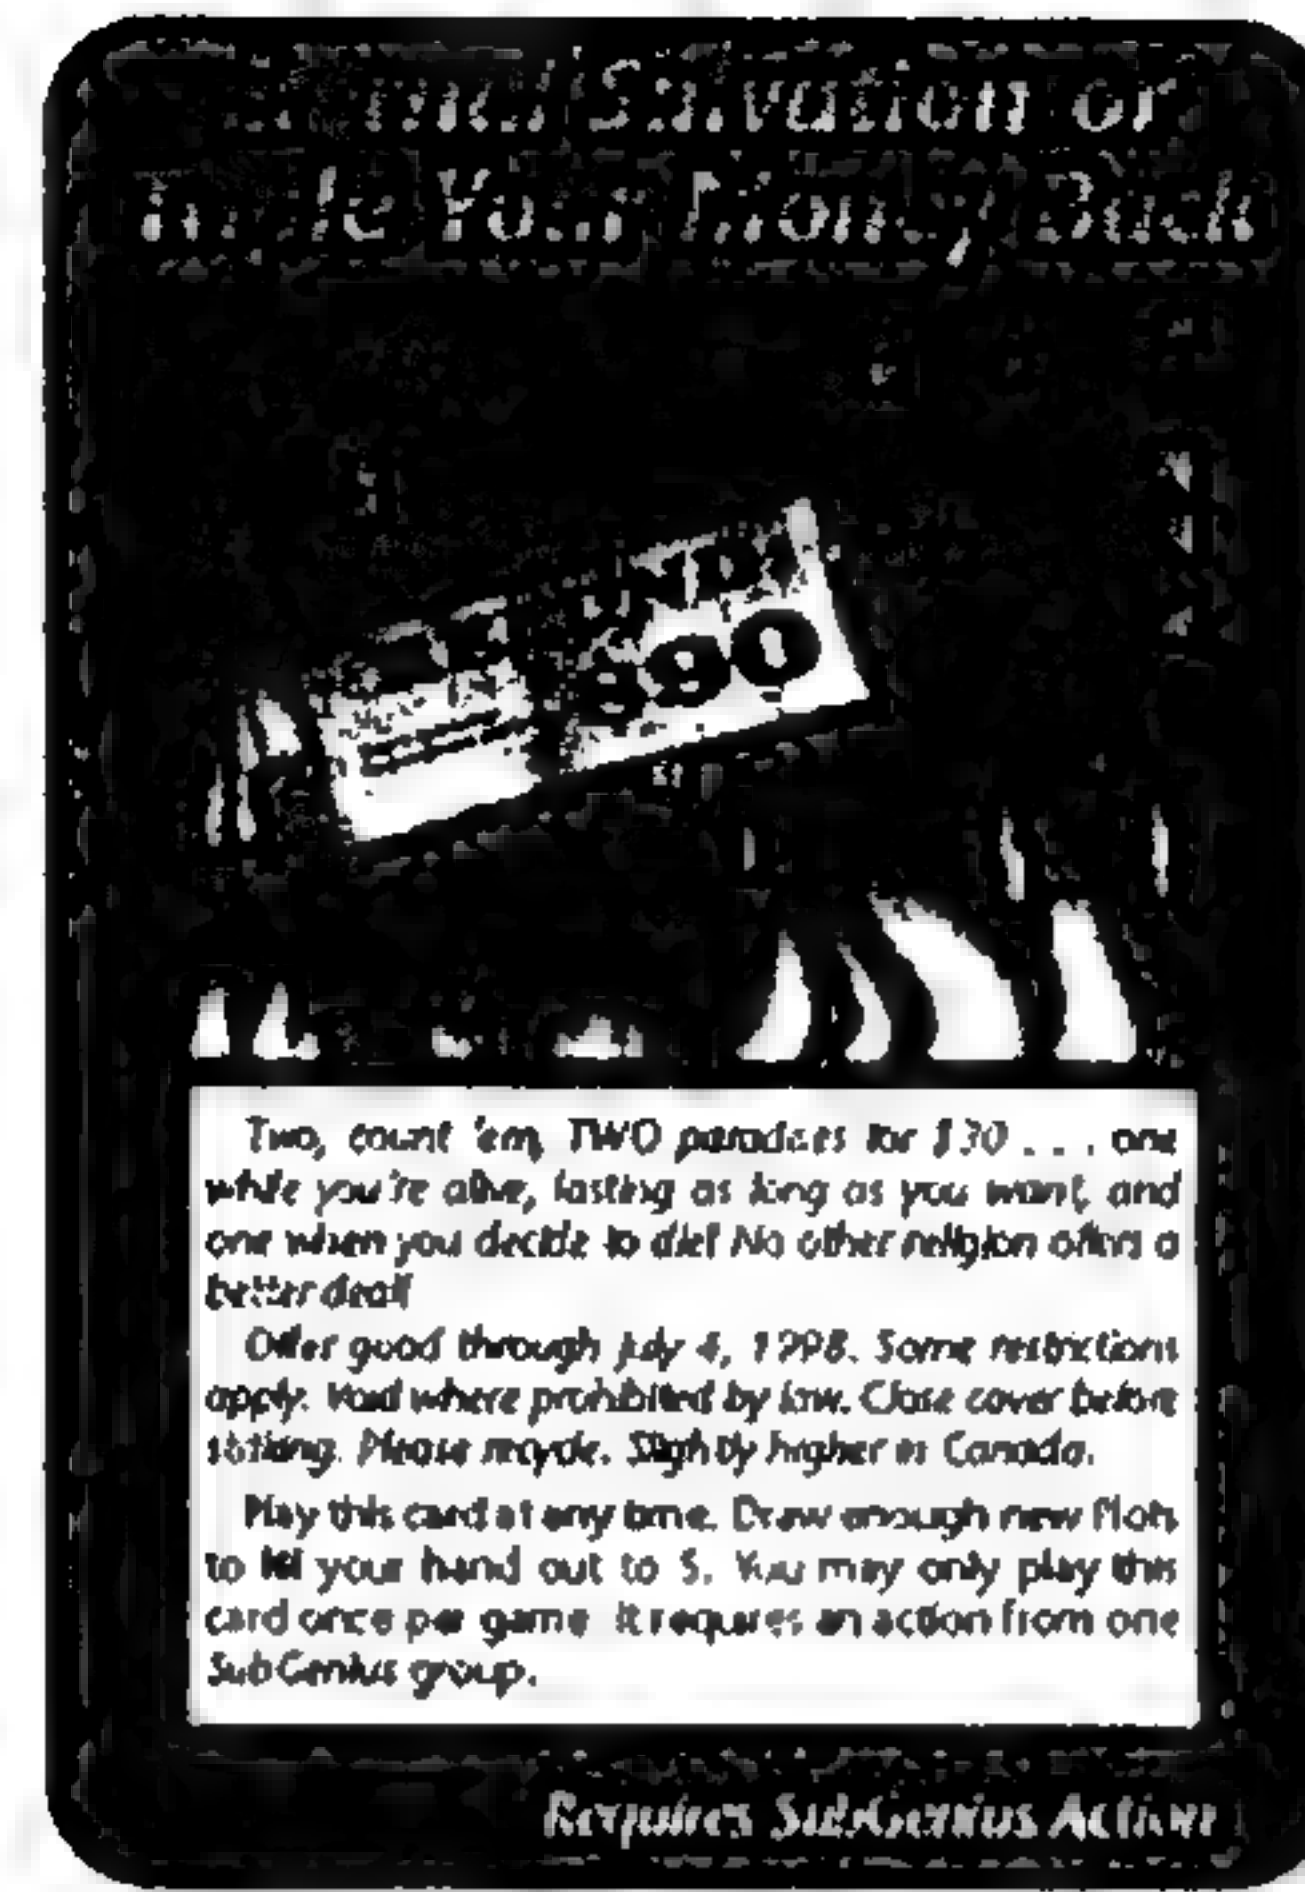 Eternal Salvation or
Triple Your Money Back
Two, count 'em, TWO paradises for $30 . . . one
while you're alive, lasting as long as you want, and
one when you decide to die! No other religion offers a
better deal!
Offer good through July 4, 1998. Some restrictions
apply. Void where prohibited by law. Close cover before
striking. Please recycle. Slightly higher in Canada.
Play this card at any time. Draw enough new Plots
to fill your hand out to 5. You may only play this
card once per game. It requires an action from one
SubGenius group.
Requires SubGenius Action